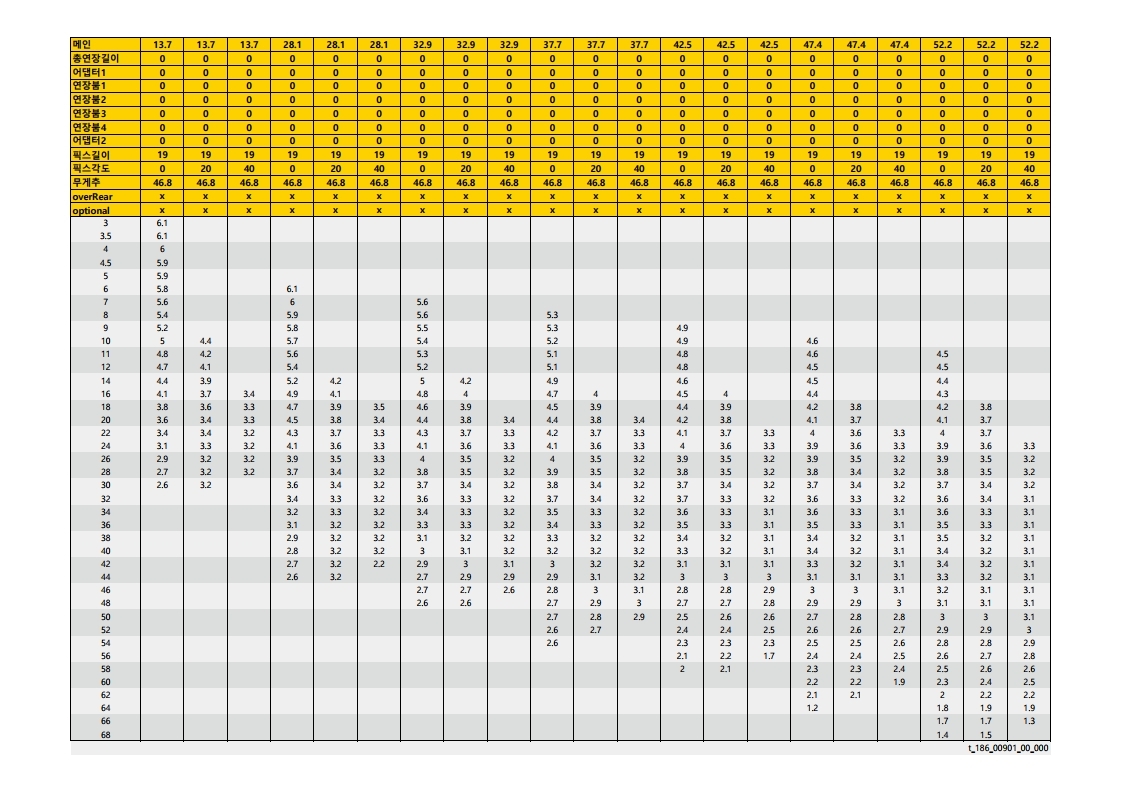 메인 13.7 13.7 13.7 28.1 28.1 28.1 32.9 32.9 32.9 37.7 37.7 37.7 42.5 42.5 42.5 47.4 47.4 47.4 52.2 52.2 52.2
총연장길이 0 0 0 0 0 0 0 0 0 0 0 0 0 0 0 0 0 0 0 0 0
어댑터1 0 0 0 0 0 0 0 0 0 0 0 0 0 0 0 0 0 0 0 0 0
연장붐1 0 0 0 0 0 0 0 0 0 0 0 0 0 0 0 0 0 0 0 0 0
연장붐2 0 0 0 0 0 0 0 0 0 0 0 0 0 0 0 0 0 0 0 0 0
연장붐3 0 0 0 0 0 0 0 0 0 0 0 0 0 0 0 0 0 0 0 0 0
연장붐4 0 0 0 0 0 0 0 0 0 0 0 0 0 0 0 0 0 0 0 0 0
어댑터2 0 0 0 0 0 0 0 0 0 0 0 0 0 0 0 0 0 0 0 0 0
픽스길이 19 19 19 19 19 19 19 19 19 19 19 19 19 19 19 19 19 19 19 19 19
픽스각도 0 20 40 0 20 40 0 20 40 0 20 40 0 20 40 0 20 40 0 20 40
무게추 46.8 46.8 46.8 46.8 46.8 46.8 46.8 46.8 46.8 46.8 46.8 46.8 46.8 46.8 46.8 46.8 46.8 46.8 46.8 46.8 46.8
overRear x x x x x x x x x x x x x x x x x x x x x
optional x x x x x x x x x x x x x x x x x x x x x
3 6.1
3.5 6.1
4 6
4.5 5.9
5 5.9
6 5.8 6.1
7 5.6 6 5.6
8 5.4 5.9 5.6 5.3
9 5.2 5.8 5.5 5.3 4.9
10 5 4.4 5.7 5.4 5.2 4.9 4.6
11 4.8 4.2 5.6 5.3 5.1 4.8 4.6 4.5
12 4.7 4.1 5.4 5.2 5.1 4.8 4.5 4.5
14 4.4 3.9 5.2 4.2 5 4.2 4.9 4.6 4.5 4.4
16 4.1 3.7 3.4 4.9 4.1 4.8 4 4.7 4 4.5 4 4.4 4.3
18 3.8 3.6 3.3 4.7 3.9 3.5 4.6 3.9 4.5 3.9 4.4 3.9 4.2 3.8 4.2 3.8
20 3.6 3.4 3.3 4.5 3.8 3.4 4.4 3.8 3.4 4.4 3.8 3.4 4.2 3.8 4.1 3.7 4.1 3.7
22 3.4 3.4 3.2 4.3 3.7 3.3 4.3 3.7 3.3 4.2 3.7 3.3 4.1 3.7 3.3 4 3.6 3.3 4 3.7
24 3.1 3.3 3.2 4.1 3.6 3.3 4.1 3.6 3.3 4.1 3.6 3.3 4 3.6 3.3 3.9 3.6 3.3 3.9 3.6 3.3
26 2.9 3.2 3.2 3.9 3.5 3.3 4 3.5 3.2 4 3.5 3.2 3.9 3.5 3.2 3.8 3.5 3.2 3.9 3.5 3.2
28 2.7 3.2 3.2 3.7 3.4 3.2 3.8 3.5 3.2 3.9 3.5 3.2 3.8 3.5 3.2 3.8 3.4 3.2 3.8 3.5 3.2
30 2.6 3.2 3.6 3.4 3.2 3.7 3.4 3.2 3.8 3.4 3.2 3.7 3.4 3.2 3.7 3.4 3.2 3.7 3.4 3.2
32 3.4 3.3 3.2 3.6 3.3 3.2 3.7 3.4 3.2 3.7 3.3 3.2 3.6 3.3 3.2 3.6 3.4 3.1
34 3.2 3.3 3.2 3.4 3.3 3.2 3.6 3.3 3.2 3.6 3.3 3.1 3.6 3.3 3.1 3.6 3.3 3.1
36 3.1 3.2 3.2 3.3 3.3 3.2 3.4 3.3 3.2 3.5 3.3 3.1 3.5 3.3 3.1 3.5 3.3 3.1
38 2.9 3.2 3.2 3.1 3.2 3.2 3.3 3.2 3.2 3.4 3.2 3.1 3.4 3.2 3.1 3.5 3.2 3.1
40 2.8 3.2 3.2 3 3.1 3.2 3.2 3.2 3.2 3.3 3.2 3.1 3.4 3.2 3.1 3.4 3.2 3.1
42 2.7 3.2 2.2 2.9 3 3.1 3 3.2 3.2 3.2 3.1 3.1 3.2 3.2 3.1 3.4 3.2 3.1
44 2.6 3.2 2.7 2.9 2.9 2.9 3.1 3.2 3 3 3 3.1 3.1 3.1 3.3 3.2 3.1
46 2.7 2.7 2.6 2.8 3 3.1 2.8 2.8 2.9 3 3 3.1 3.2 3.1 3.1
48 2.6 2.6 2.7 2.9 3 2.7 2.7 2.8 2.9 2.9 3 3.1 3.1 3.1
50 2.7 2.8 2.9 2.5 2.6 2.6 2.7 2.8 2.8 3 3 3.1
52 2.6 2.7 2.4 2.4 2.5 2.6 2.6 2.7 2.9 2.9 3
54 2.6 2.3 2.3 2.3 2.5 2.5 2.6 2.8 2.8 2.9
56 2.1 2.2 1.7 2.4 2.4 2.5 2.6 2.7 2.8
58 2 2.1 2.3 2.3 2.4 2.5 2.6 2.6
60 2.2 2.2 1.9 2.3 2.4 2.5
62 2.1 2.1 2 2.2 2.2
64 1.2 1.8 1.9 1.9
66 1.7 1.7 1.3
68 1.4 1.5
t_186_00901_00_000